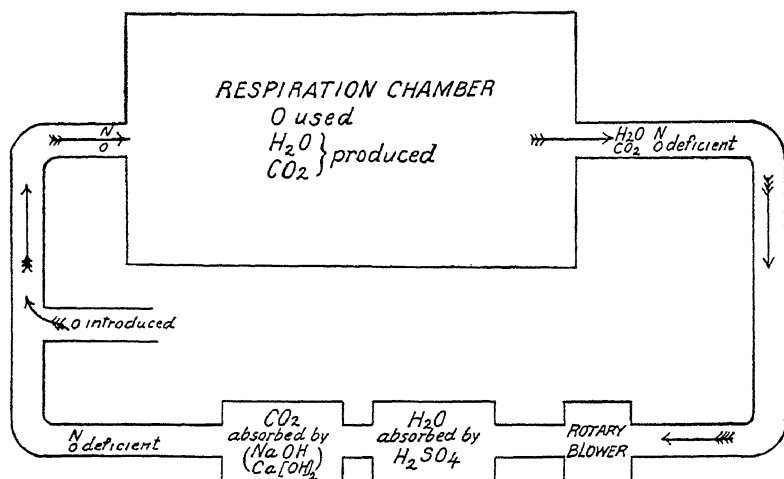 RESPIRATION CHAMBER
O used
H₂O
CO₂ } produced
N
O
H₂O N
CO₂ O deficient
O introduced
N
O deficient
CO₂
absorbed by
(NaOH
Ca[OH]₂)
H₂O
absorbed by
H₂SO₄
ROTARY
BLOWER